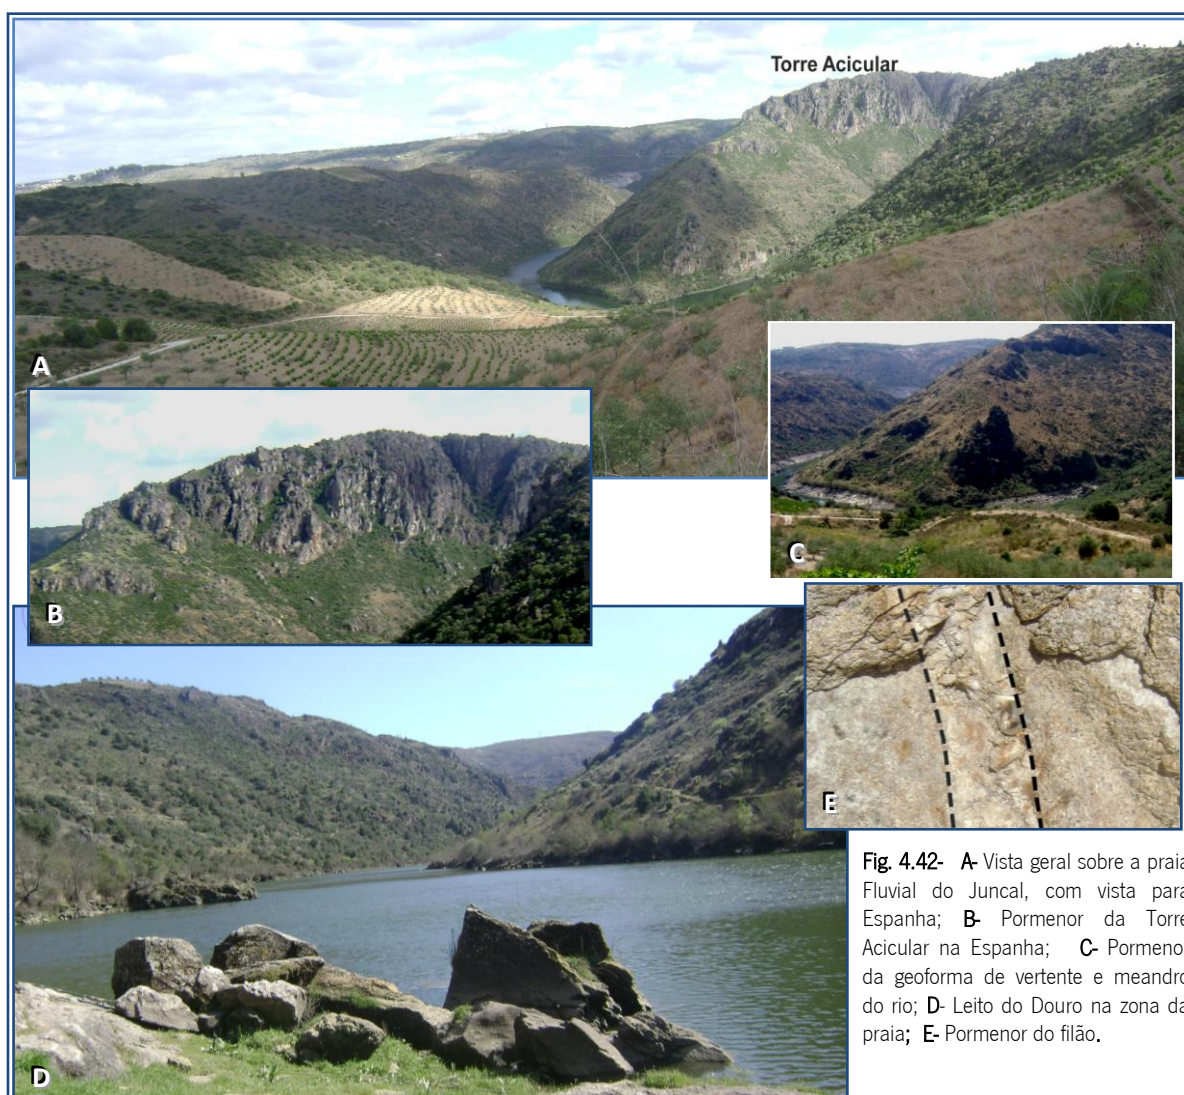 Torre Acicular
A
B
C
E
D
Fig. 4.42- A- Vista geral sobre a praia
Fluvial do Juncal, com vista para
Espanha; B- Pormenor da Torre
Acicular na Espanha; C- Pormenor
da geoforma de vertente e meandro
do rio; D- Leito do Douro na zona da
praia; E- Pormenor do filão.